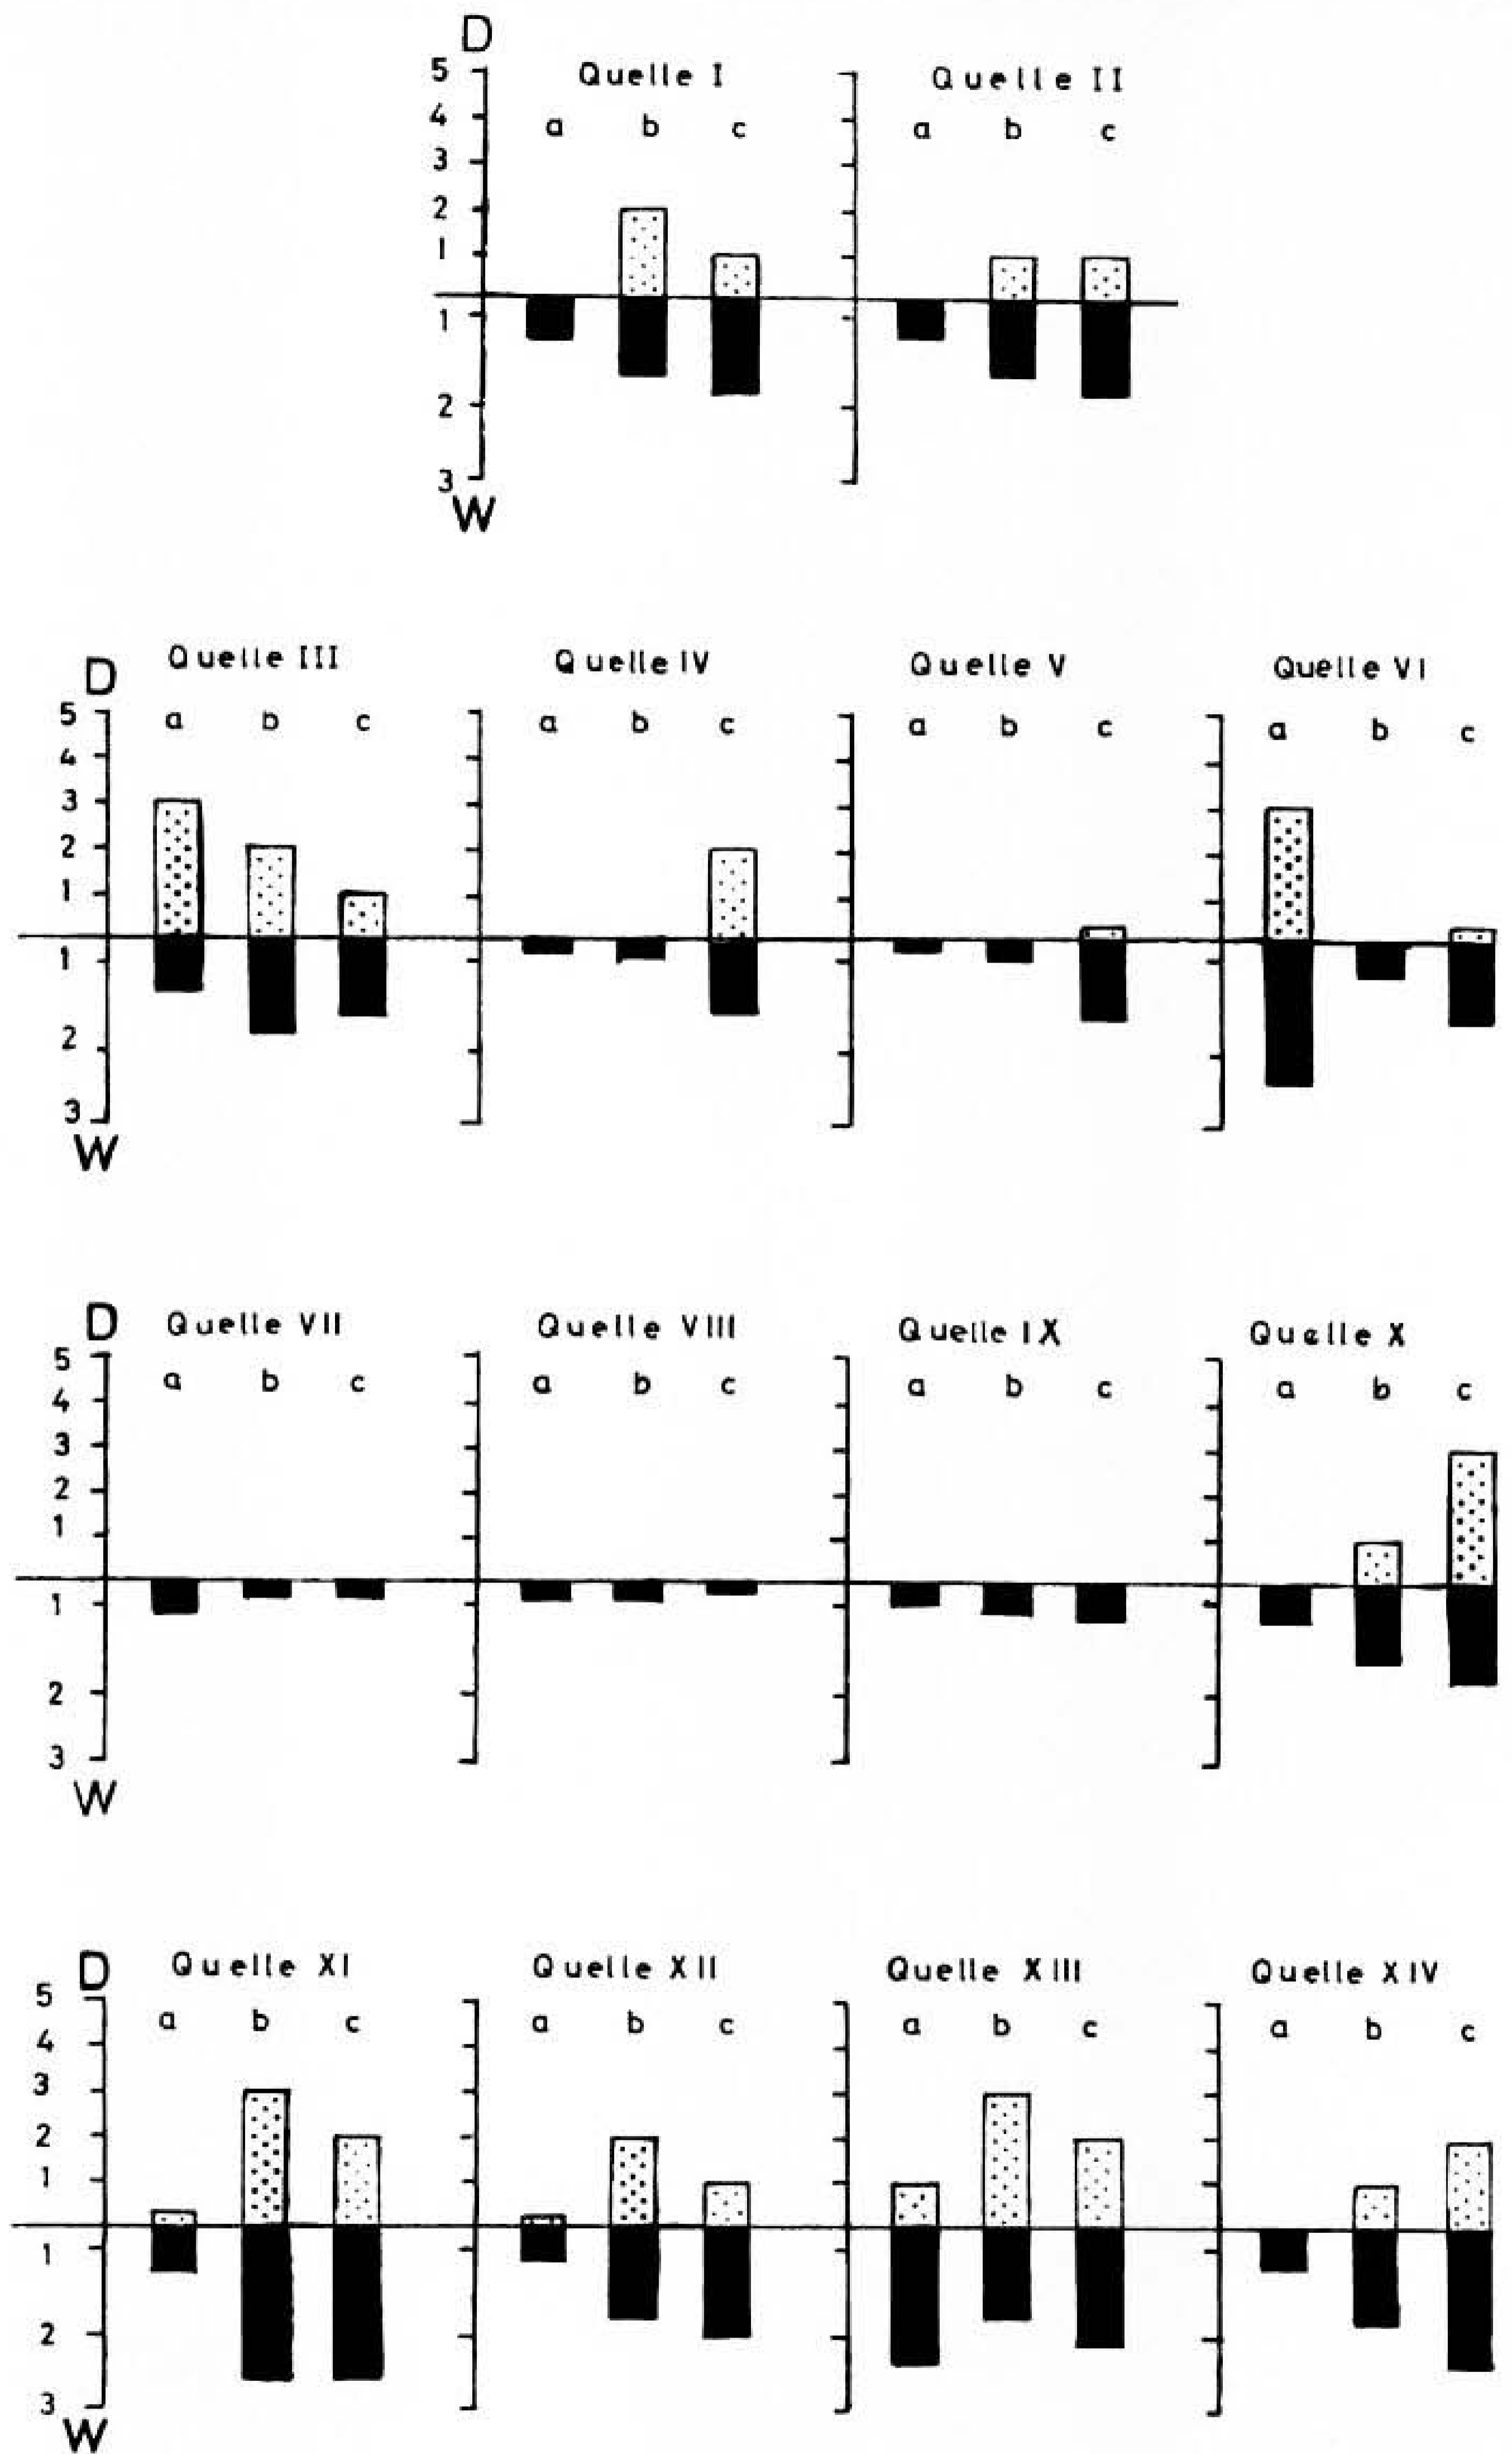 D
Quelle I Quelle II
5
a b c a b c
4
3
2
1
1
2
3
W
D
Quelle III Quelle IV Quelle V Quelle VI
5 a b c a b c a b c a b c
4
3
2
1
1
2
3
W
D Quelle VII Quelle VIII Quelle IX Quelle X
5
a b c a b c a b c a b c
4
3
2
1
1
2
3
W
D Quelle XI Quelle XII Quelle XIII Quelle XIV
5
a b c a b c a b c a b c
4
3
2
1
1
2
3
W